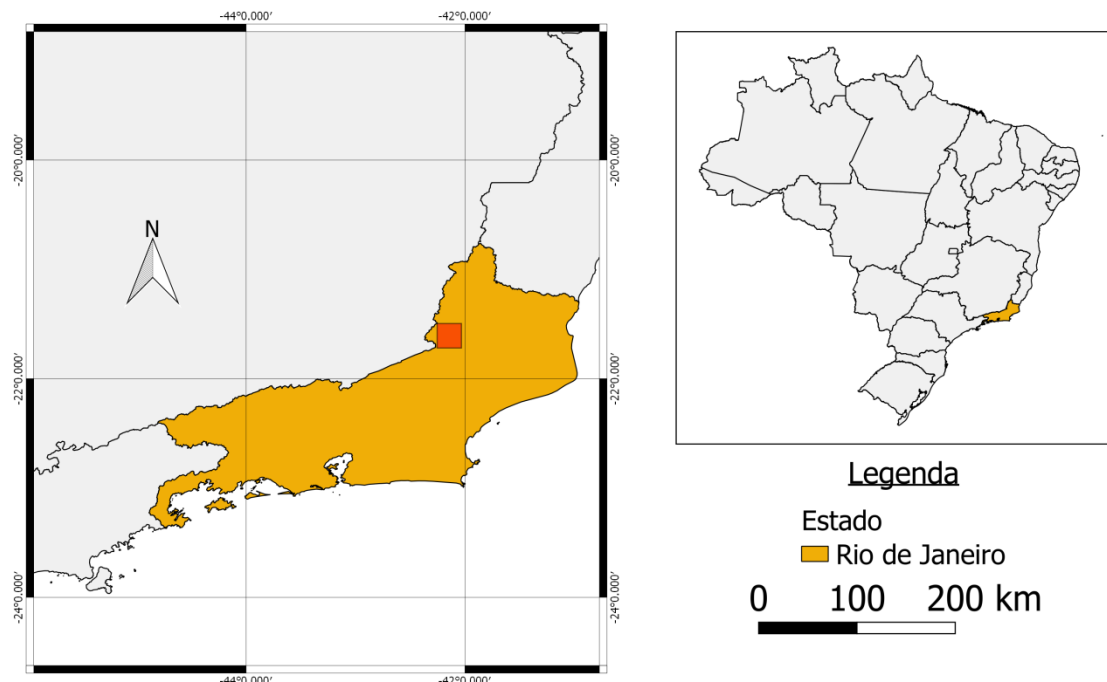 -44°0.000′ -42°0.000′
-20°0.000′ -20°0.000′
N
-22°0.000′ -22°0.000′
-24°0.000′ -24°0.000′
-44°0.000′ -42°0.000′
Legenda
Estado
Rio de Janeiro
0 100 200 km